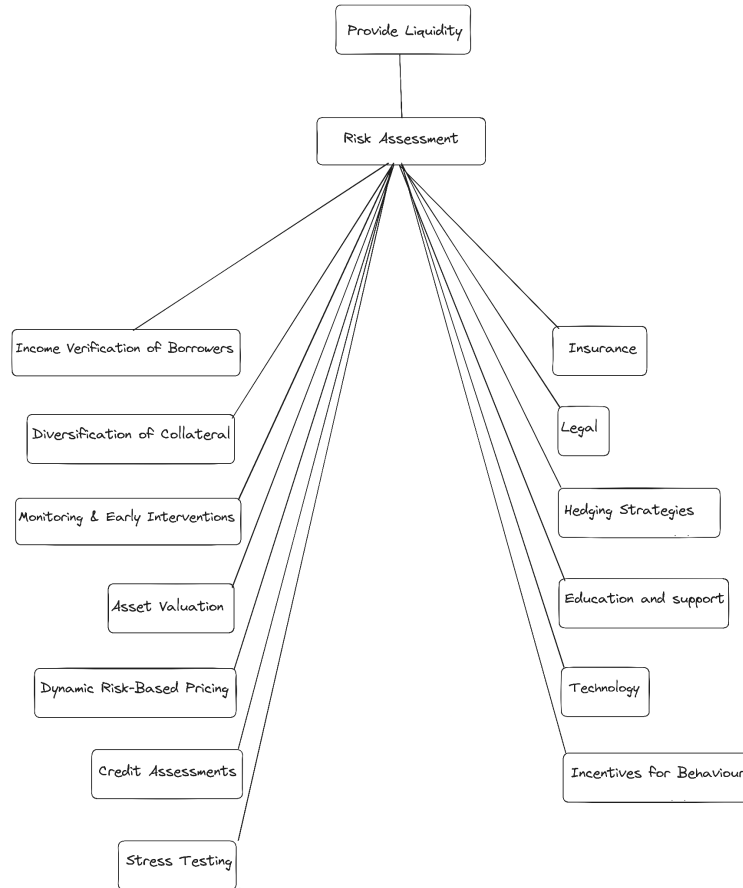 Provide Liquidity
Risk Assessment
Income Verification of Borrowers
Diversification of Collateral
Monitoring & Early Interventions
Asset Valuation
Dynamic Risk-Based Pricing
Credit Assessments
Stress Testing
Insurance
Legal
Hedging Strategies
Education and support
Technology
Incentives for Behaviour